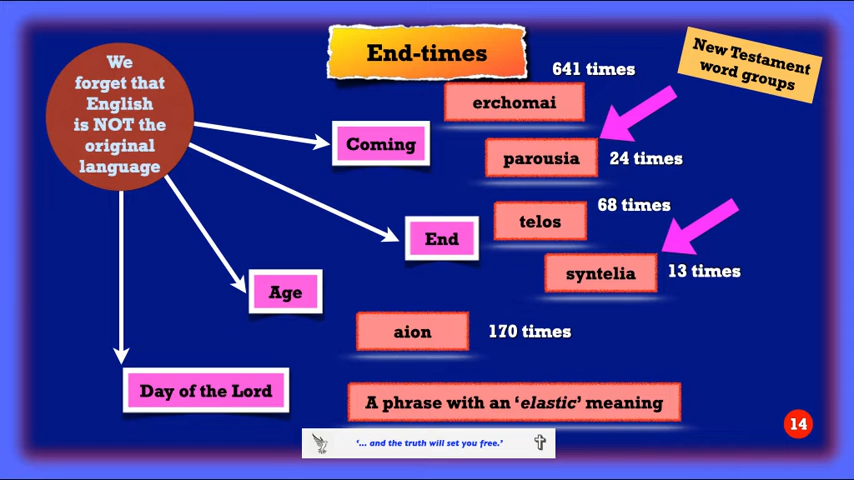 End-times
New Testament
word groups
We
forget that
English
is NOT the
original
language
641 times
erchomai
Coming
parousia
24 times
68 times
telos
End
syntelia
13 times
Age
aion
170 times
Day of the Lord
A phrase with an ‘elastic’ meaning
14
‘... and the truth will set you free.’